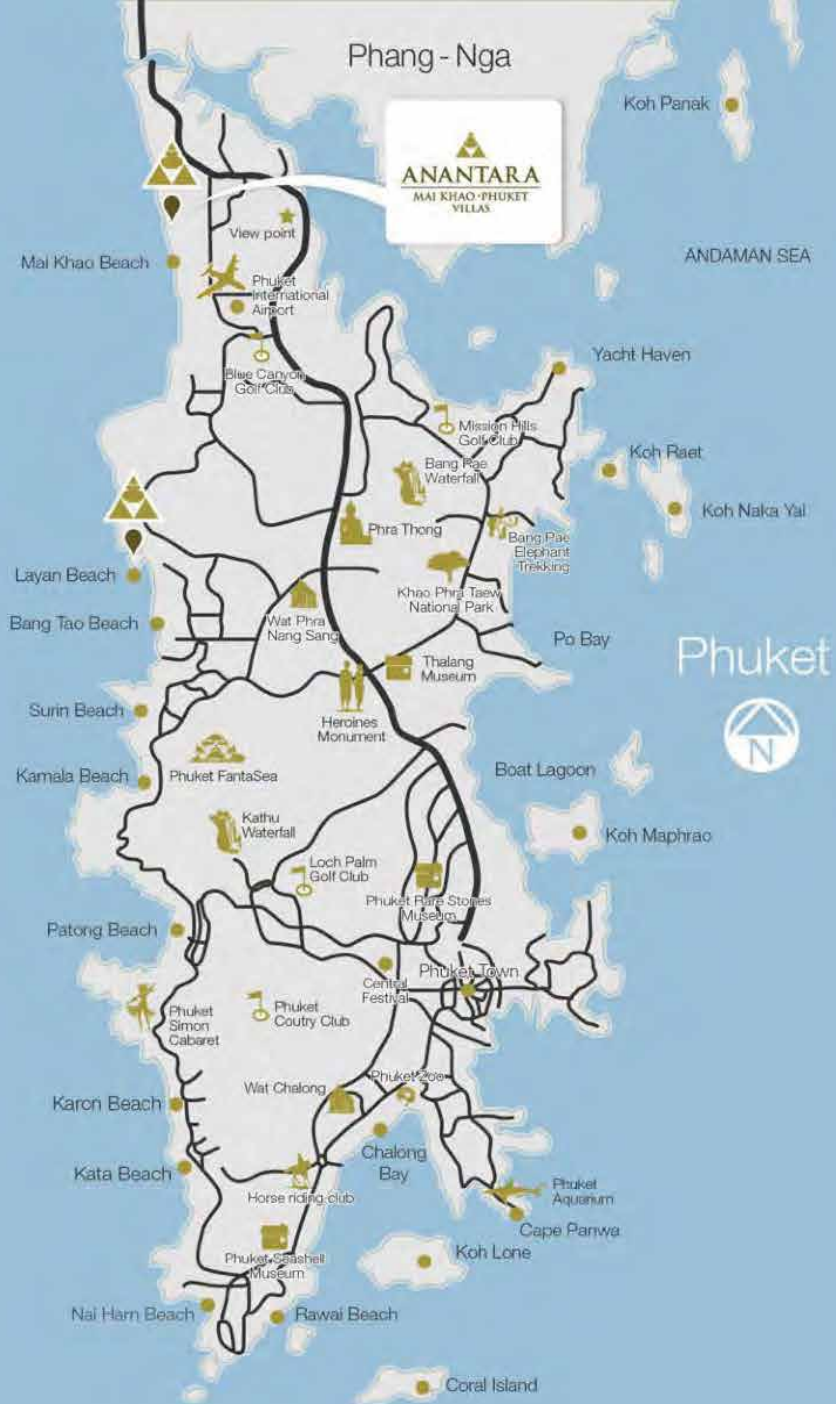 Phang - Nga
Koh Panak
ANANTARA
MAI KHAO · PHUKET
VILLAS
View point
ANDAMAN SEA
Mai Khao Beach
Phuket
International
Airport
Yacht Haven
Blue Canyon
Golf Club
Mission Hills
Golf Club
Koh Raet
Bang Pae
Waterfall
Koh Naka Yai
Phra Thong
Bang Pae
Elephant
Trekking
Layan Beach
Khao Phra Taew
National Park
Bang Tao Beach
Wat Phra
Nang Sang
Po Bay
Phuket
N
Thalang
Museum
Surin Beach
Heroines
Monument
Boat Lagoon
Kamala Beach
Phuket FantaSea
Kathu
Waterfall
Koh Maphrao
Loch Palm
Golf Club
Phuket Rare Stones
Museum
Patong Beach
Central
Festival
Phuket Town
Phuket
Simon
Cabaret
Phuket
Coutry Club
Phuket Zoo
Wat Chalong
Karon Beach
Chalong
Bay
Kata Beach
Horse riding club
Phuket
Aquarium
Cape Panwa
Koh Lone
Phuket Seashell
Museum
Nai Harn Beach
Rawai Beach
Coral Island